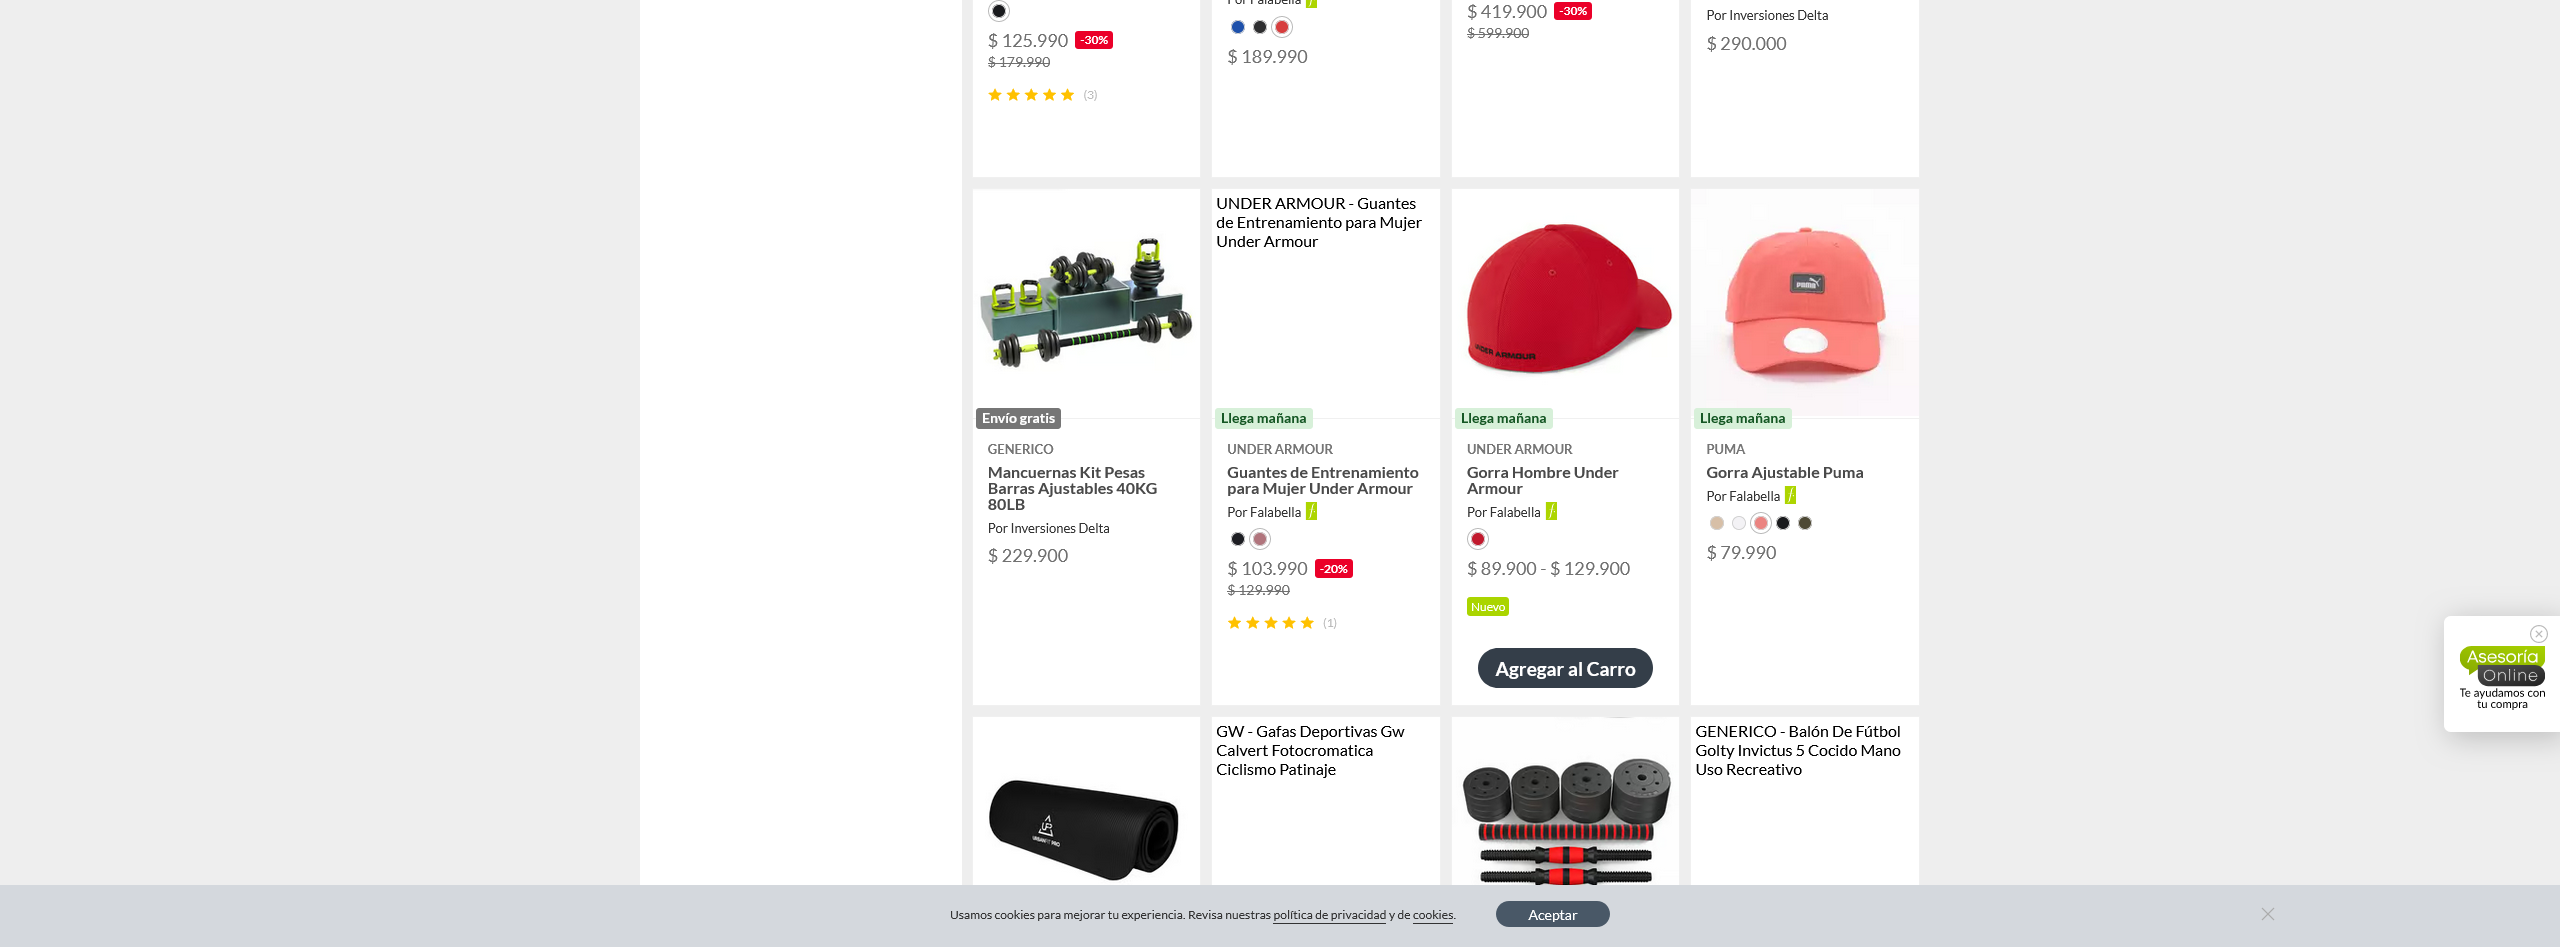 $ 125.990 -30%
$ 179.990
(3)
Por Falabella
$ 189.990
$ 419.900 -30%
$ 599.900
Por Inversiones Delta
$ 290.000
Envío gratis
GENERICO
Mancuernas Kit Pesas
Barras Ajustables 40KG
80LB
Por Inversiones Delta
$ 229.900
UNDER ARMOUR - Guantes
de Entrenamiento para Mujer
Under Armour
Llega mañana
UNDER ARMOUR
Guantes de Entrenamiento
para Mujer Under Armour
Por Falabella
$ 103.990 -20%
$ 129.990
(1)
UNDER ARMOUR
Llega mañana
UNDER ARMOUR
Gorra Hombre Under
Armour
Por Falabella
$ 89.900 - $ 129.900
Nuevo
Agregar al Carro
PUMA
Llega mañana
PUMA
Gorra Ajustable Puma
Por Falabella
$ 79.990
URBANFIT PRO
GW - Gafas Deportivas Gw
Calvert Fotocromatica
Ciclismo Patinaje
GENERICO - Balón De Fútbol
Golty Invictus 5 Cocido Mano
Uso Recreativo
Asesoría
Online
Te ayudamos con
tu compra
Usamos cookies para mejorar tu experiencia. Revisa nuestras política de privacidad y de cookies.
Aceptar